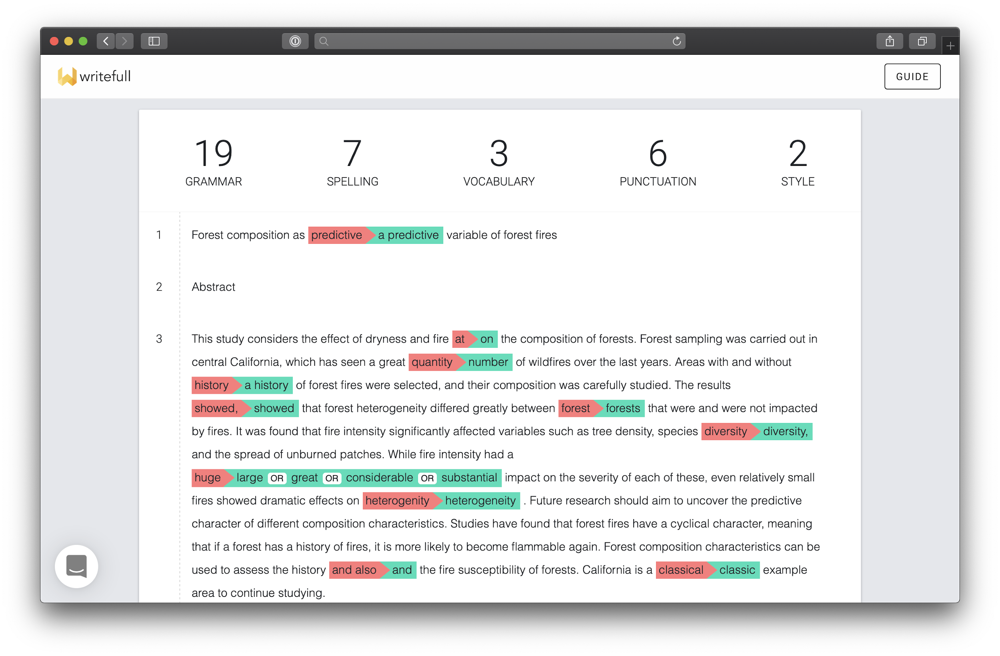 writefull
GUIDE
19 7 3 6 2
GRAMMAR SPELLING VOCABULARY PUNCTUATION STYLE
1 Forest composition as predictive a predictive variable of forest fires
2 Abstract
3 This study considers the effect of dryness and fire at on the composition of forests. Forest sampling was carried out in
central California, which has seen a great quantity number of wildfires over the last years. Areas with and without
history a history of forest fires were selected, and their composition was carefully studied. The results
showed, showed that forest heterogeneity differed greatly between forest forests that were and were not impacted
by fires. It was found that fire intensity significantly affected variables such as tree density, species diversity diversity,
and the spread of unburned patches. While fire intensity had a
huge large OR great OR considerable OR substantial impact on the severity of each of these, even relatively small
fires showed dramatic effects on heterogenity heterogeneity . Future research should aim to uncover the predictive
character of different composition characteristics. Studies have found that forest fires have a cyclical character, meaning
that if a forest has a history of fires, it is more likely to become flammable again. Forest composition characteristics can be
used to assess the history and also and the fire susceptibility of forests. California is a classical classic example
area to continue studying.